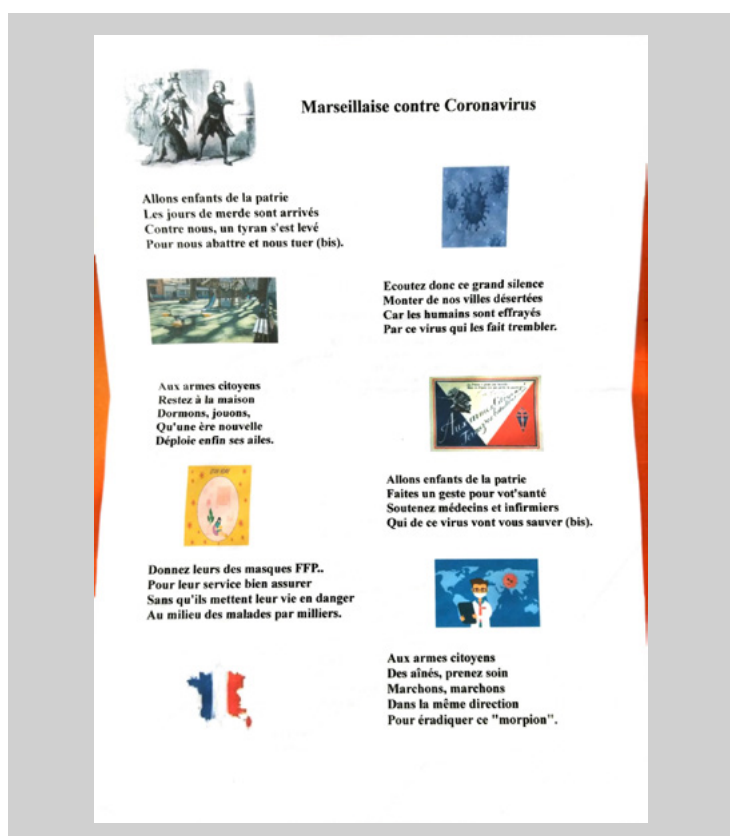 Marseillaise contre Coronavirus
Allons enfants de la patrie
Les jours de merde sont arrivés
Contre nous, un tyran s'est levé
Pour nous abattre et nous tuer (bis).
Ecoutez donc ce grand silence
Monter de nos villes désertées
Car les humains sont effrayés
Par ce virus qui les fait trembler.
Aux armes citoyens
Restez à la maison
Dormons, jouons,
Qu'une ère nouvelle
Déploie enfin ses ailes.
Aux armes Citoyens
Formez vos bataillons
Allons enfants de la patrie
Faites un geste pour vot'santé
Soutenez médecins et infirmiers
Qui de ce virus vont vous sauver (bis).
Donnez leurs des masques FFP..
Pour leur service bien assurer
Sans qu'ils mettent leur vie en danger
Au milieu des malades par milliers.
Aux armes citoyens
Des aînés, prenez soin
Marchons, marchons
Dans la même direction
Pour éradiquer ce "morpion".